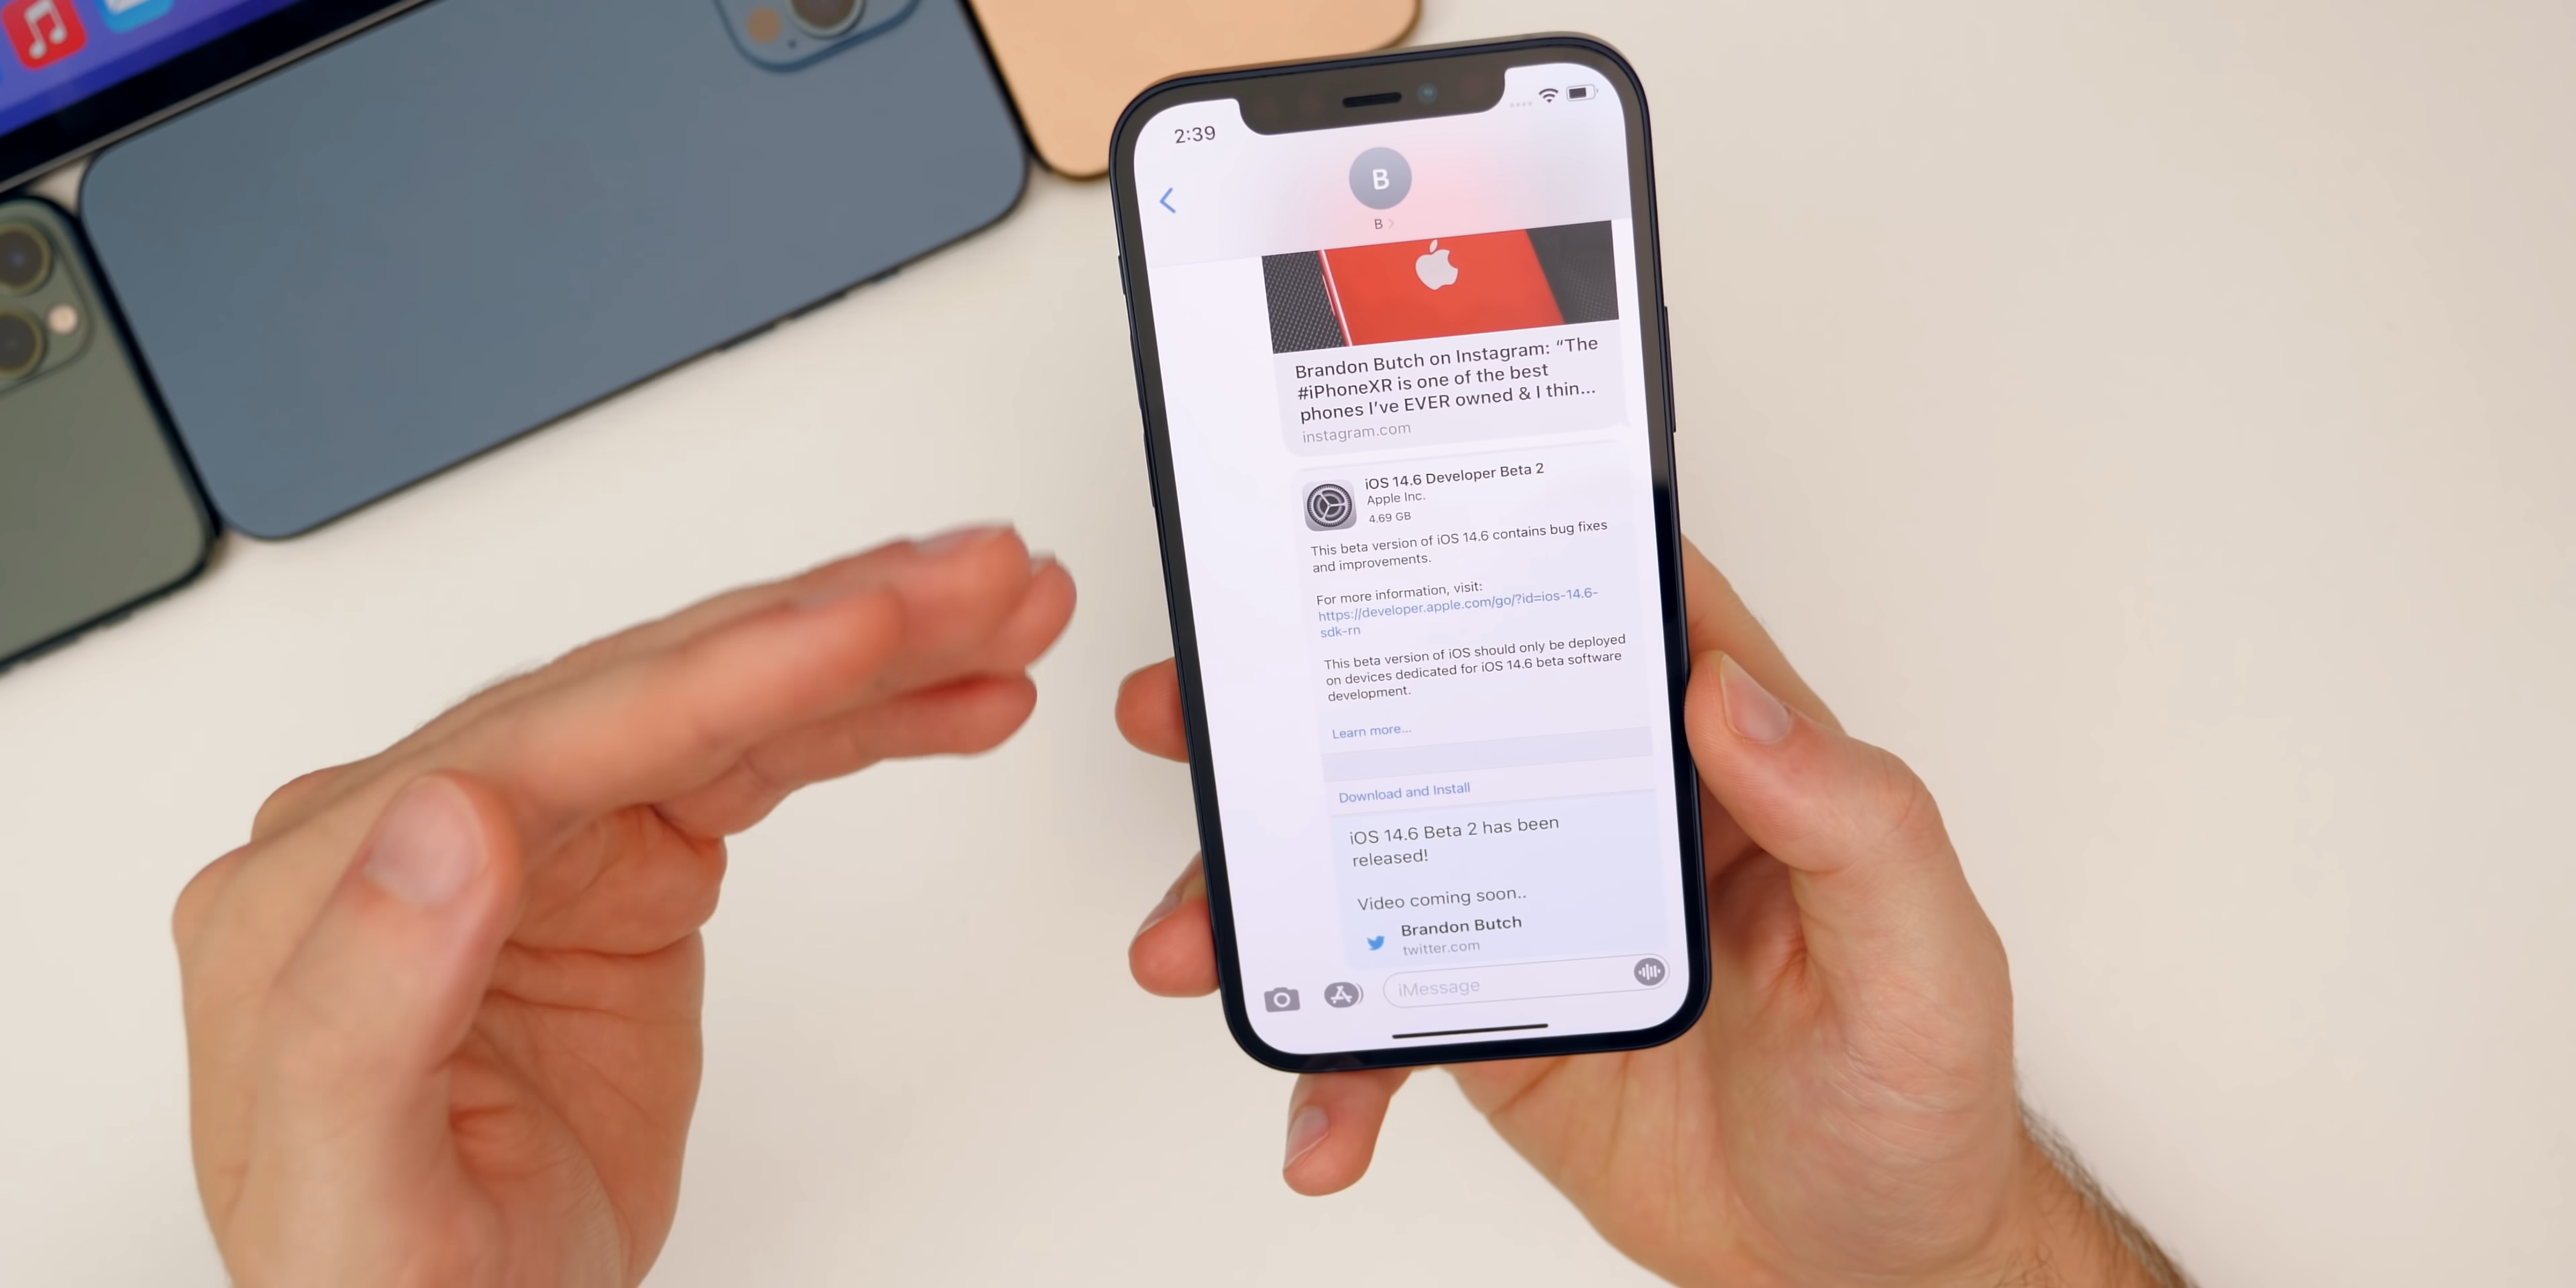 2:39
B
B >
Brandon Butch on Instagram: “The
#iPhoneXR is one of the best
phones I’ve EVER owned & I thin...
instagram.com
iOS 14.6 Developer Beta 2
Apple Inc.
4.69 GB
This beta version of iOS 14.6 contains bug fixes
and improvements.
For more information, visit:
https://developer.apple.com/go/?id=ios-14.6-
sdk-rn
This beta version of iOS should only be deployed
on devices dedicated for iOS 14.6 beta software
development.
Learn more...
Download and Install
iOS 14.6 Beta 2 has been
released!
Video coming soon..
Brandon Butch
twitter.com
iMessage